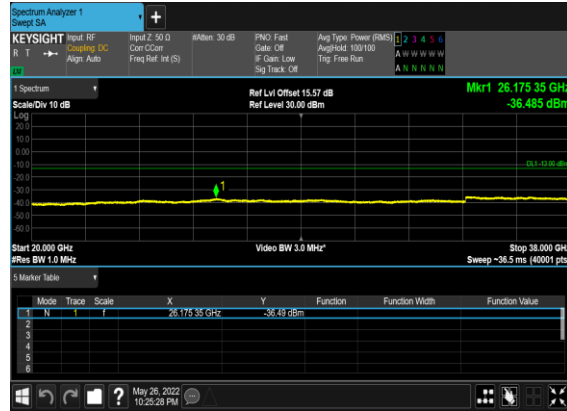 Spectrum Analyzer 1
Swept SA
+
KEYSIGHT Input: RF Input Z: 50 Ω #Atten: 30 dB PNO: Fast Avg Type: Power (RMS) 1 2 3 4 5 6
R T Coupling: DC Corr CCorr Gate: Off Avg|Hold: 100/100 A W W W W W
Align: Auto Freq Ref: Int (S) IF Gain: Low Trig: Free Run
Sig Track: Off A N N N N N
1 Spectrum Ref Lvl Offset 15.57 dB Mkr1 26.175 35 GHz
Scale/Div 10 dB Ref Level 30.00 dBm -36.485 dBm
Log
20.0
10.0
0.00
-10.0 DL1 -13.00 dBm
-20.0
-30.0 1
-40.0
-50.0
-60.0
Start 20.000 GHz Video BW 3.0 MHz* Stop 38.000 GHz
#Res BW 1.0 MHz Sweep ~36.5 ms (40001 pts)
5 Marker Table
Mode Trace Scale X Y Function Function Width Function Value
1 N 1 f 26.175 35 GHz -36.49 dBm
2
3
4
5
6
? May 26, 2022
10:25:28 PM